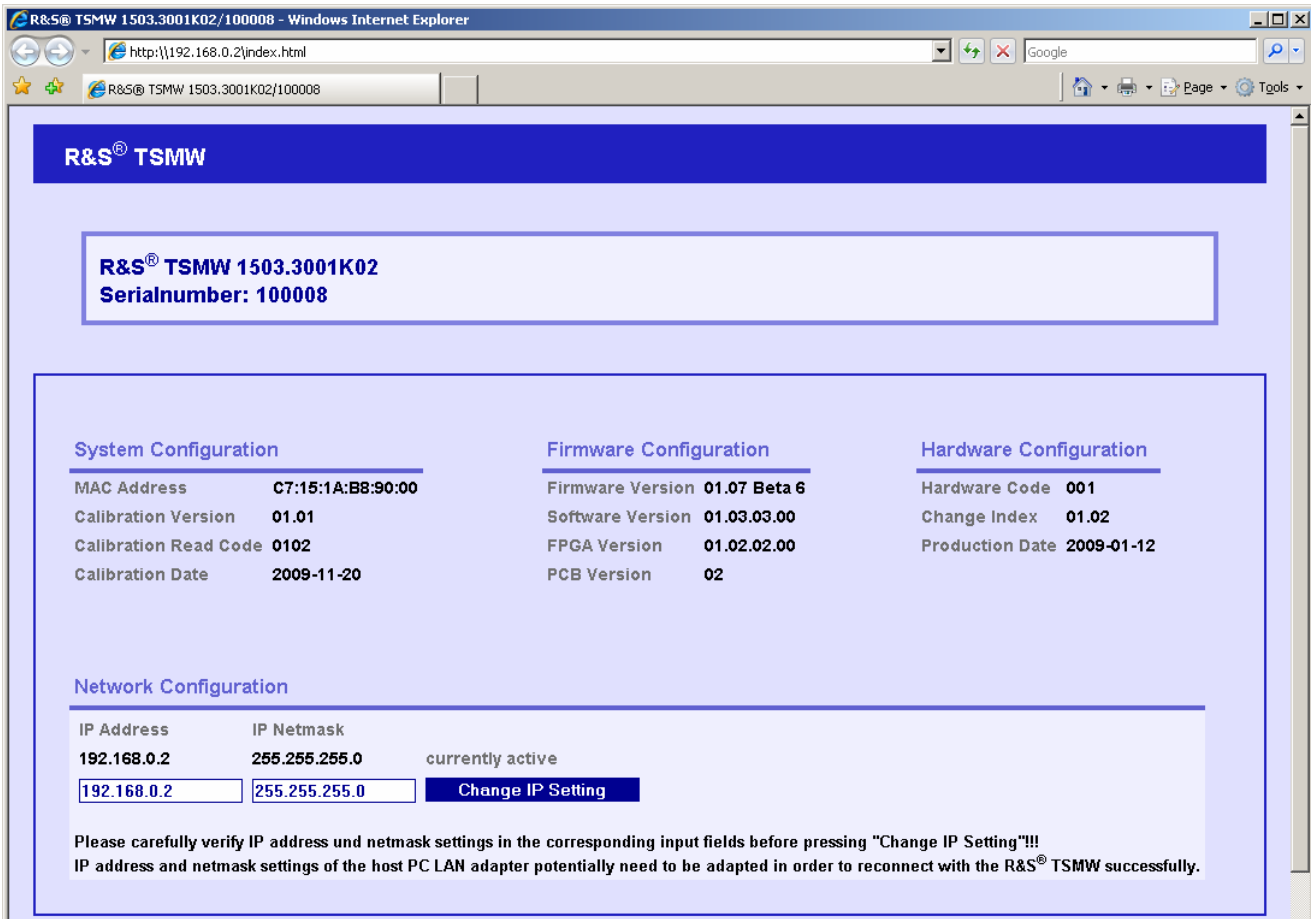 R&S® TSMW 1503.3001K02/100008 - Windows Internet Explorer
http:\\192.168.0.2\index.html
Google
R&S® TSMW 1503.3001K02/100008
Page
Tools
R&S® TSMW
R&S® TSMW 1503.3001K02
Serialnumber: 100008
System Configuration
MAC Address C7:15:1A:B8:90:00
Calibration Version 01.01
Calibration Read Code 0102
Calibration Date 2009-11-20
Firmware Configuration
Firmware Version 01.07 Beta 6
Software Version 01.03.03.00
FPGA Version 01.02.02.00
PCB Version 02
Hardware Configuration
Hardware Code 001
Change Index 01.02
Production Date 2009-01-12
Network Configuration
IP Address IP Netmask
192.168.0.2 255.255.255.0 currently active
192.168.0.2 255.255.255.0 Change IP Setting
Please carefully verify IP address und netmask settings in the corresponding input fields before pressing "Change IP Setting"!!!
IP address and netmask settings of the host PC LAN adapter potentially need to be adapted in order to reconnect with the R&S® TSMW successfully.